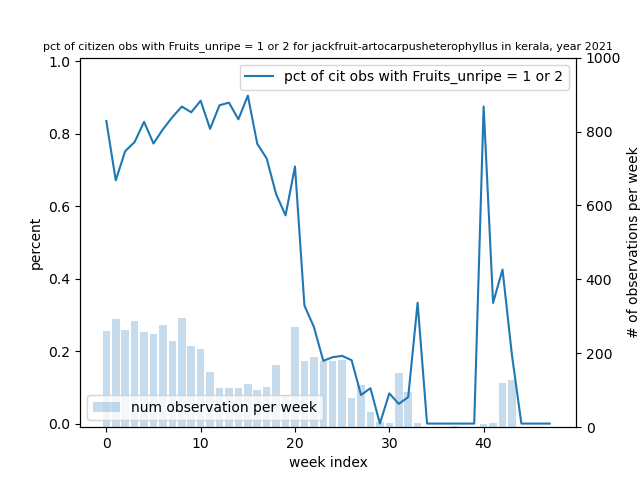 pct of citizen obs with Fruits_unripe = 1 or 2 for jackfruit-artocarpusheterophyllus in kerala, year 2021
pct of cit obs with Fruits_unripe = 1 or 2
1.0
0.8
0.6
0.4
0.2
0.0
percent
1000
800
600
400
200
0
# of observations per week
num observation per week
0
10
20
30
40
week index